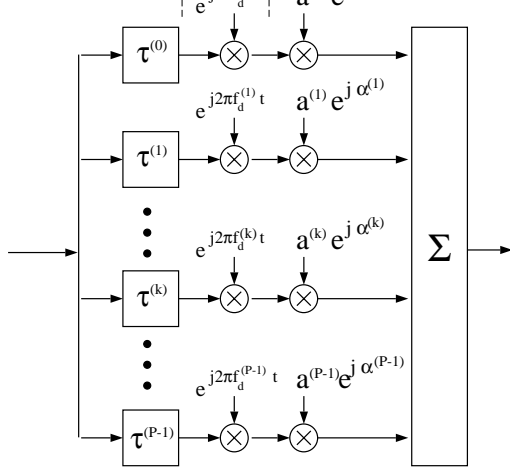 τ⁽⁰⁾
e^{j2πf_d^{(1)} t} a^{(1)} e^{j α^{(1)}}
τ⁽¹⁾
e^{j2πf_d^{(k)} t} a^{(k)} e^{j α^{(k)}}
Σ
τ⁽ᵏ⁾
e^{j2πf_d^{(P-1)} t} a^{(P-1)} e^{j α^{(P-1)}}
τ^{(P-1)}